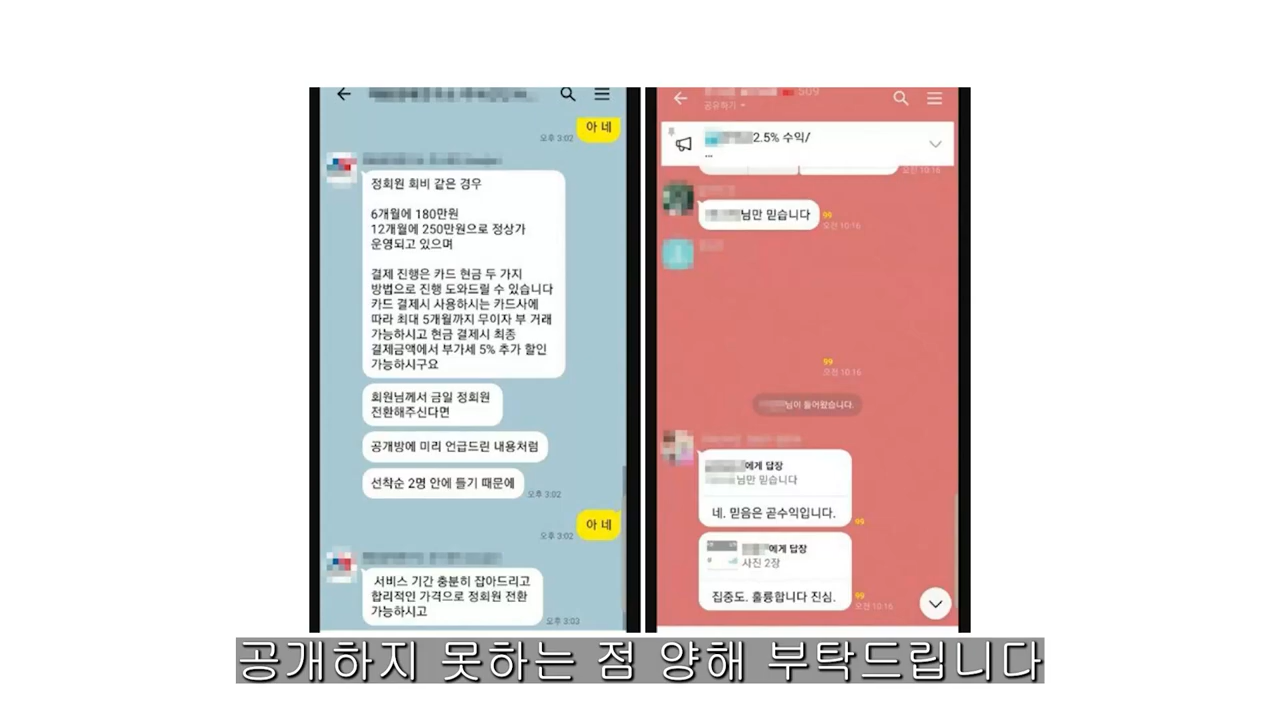 아 네
오후 3:02
정회원 회비 같은 경우
6개월에 180만원
12개월에 250만원으로 정상가
운영되고 있으며
결제 진행은 카드 현금 두 가지
방법으로 진행 도와드릴 수 있습니다
카드 결제시 사용하시는 카드사에
따라 최대 5개월까지 무이자 부 거래
가능하시고 현금 결제시 최종
결제금액에서 부가세 5% 추가 할인
가능하시구요
회원님께서 금일 정회원
전환해주신다면
공개방에 미리 언급드린 내용처럼
선착순 2명 안에 들기 때문에
오후 3:02
아 네
오후 3:02
서비스 기간 충분히 잡아드리고
합리적인 가격으로 정회원 전환
가능하시고
오후 3:03
509
공유하기
2.5% 수익/
...
오전 10:16
님만 믿습니다
99
오전 10:16
99
오전 10:16
님이 들어왔습니다.
에게 답장
님만 믿습니다
네. 믿음은 곧수익입니다.
99
에게 답장
사진 2장
집중도. 훌륭합니다 진심.
99
오전 10:16
공개하지 못하는 점 양해 부탁드립니다